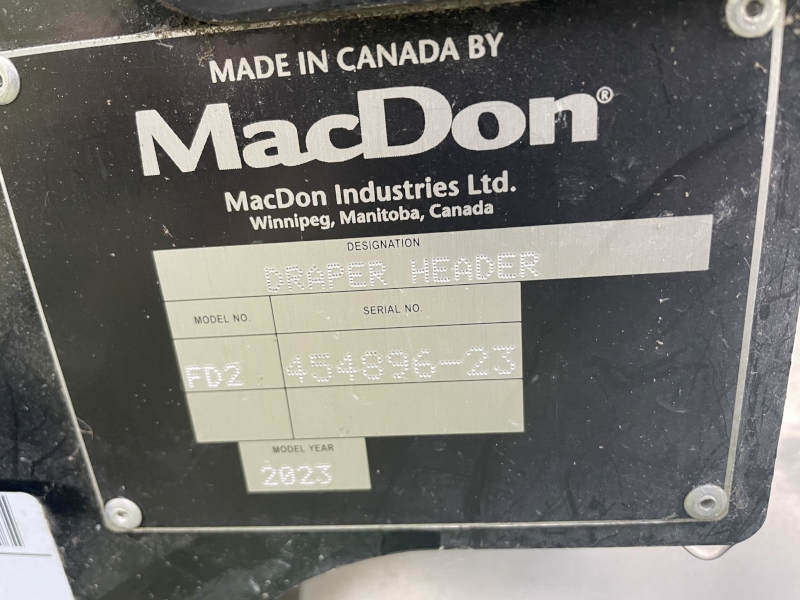 MADE IN CANADA BY
MacDon®
MacDon Industries Ltd.
Winnipeg, Manitoba, Canada
DESIGNATION
DRAPER HEADER
MODEL NO. SERIAL NO.
FD2 454896-23
MODEL YEAR
2023